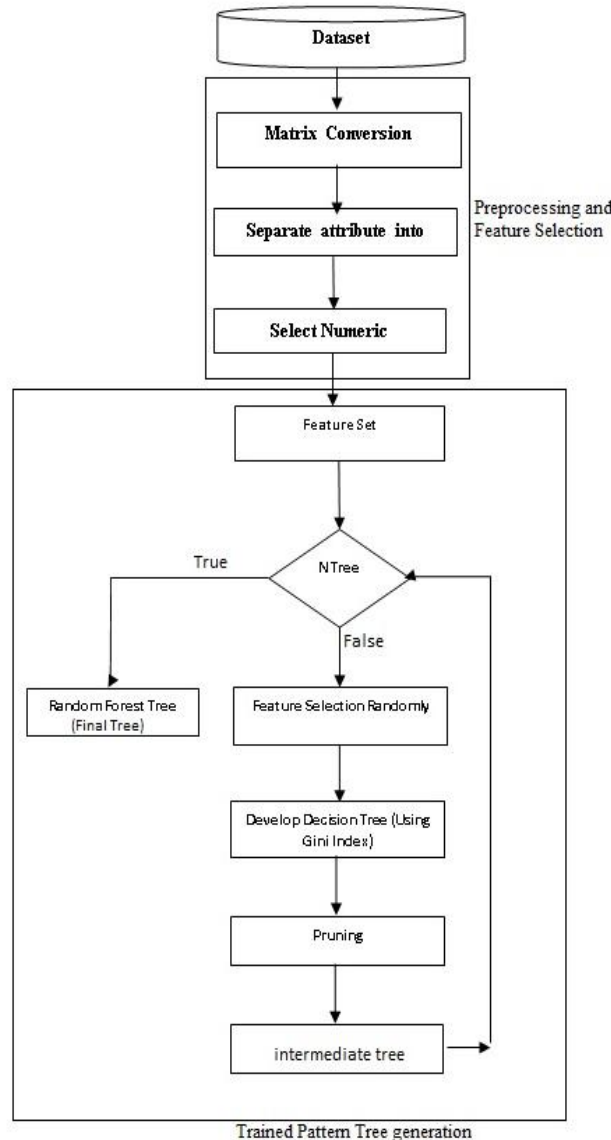 Dataset
Matrix Conversion
Separate attribute into
Preprocessing and
Feature Selection
Select Numeric
Feature Set
NTree
True
False
Random Forest Tree
(Final Tree)
Feature Selection Randomly
Develop Decision Tree (Using
Gini Index)
Pruning
intermediate tree
Trained Pattern Tree generation